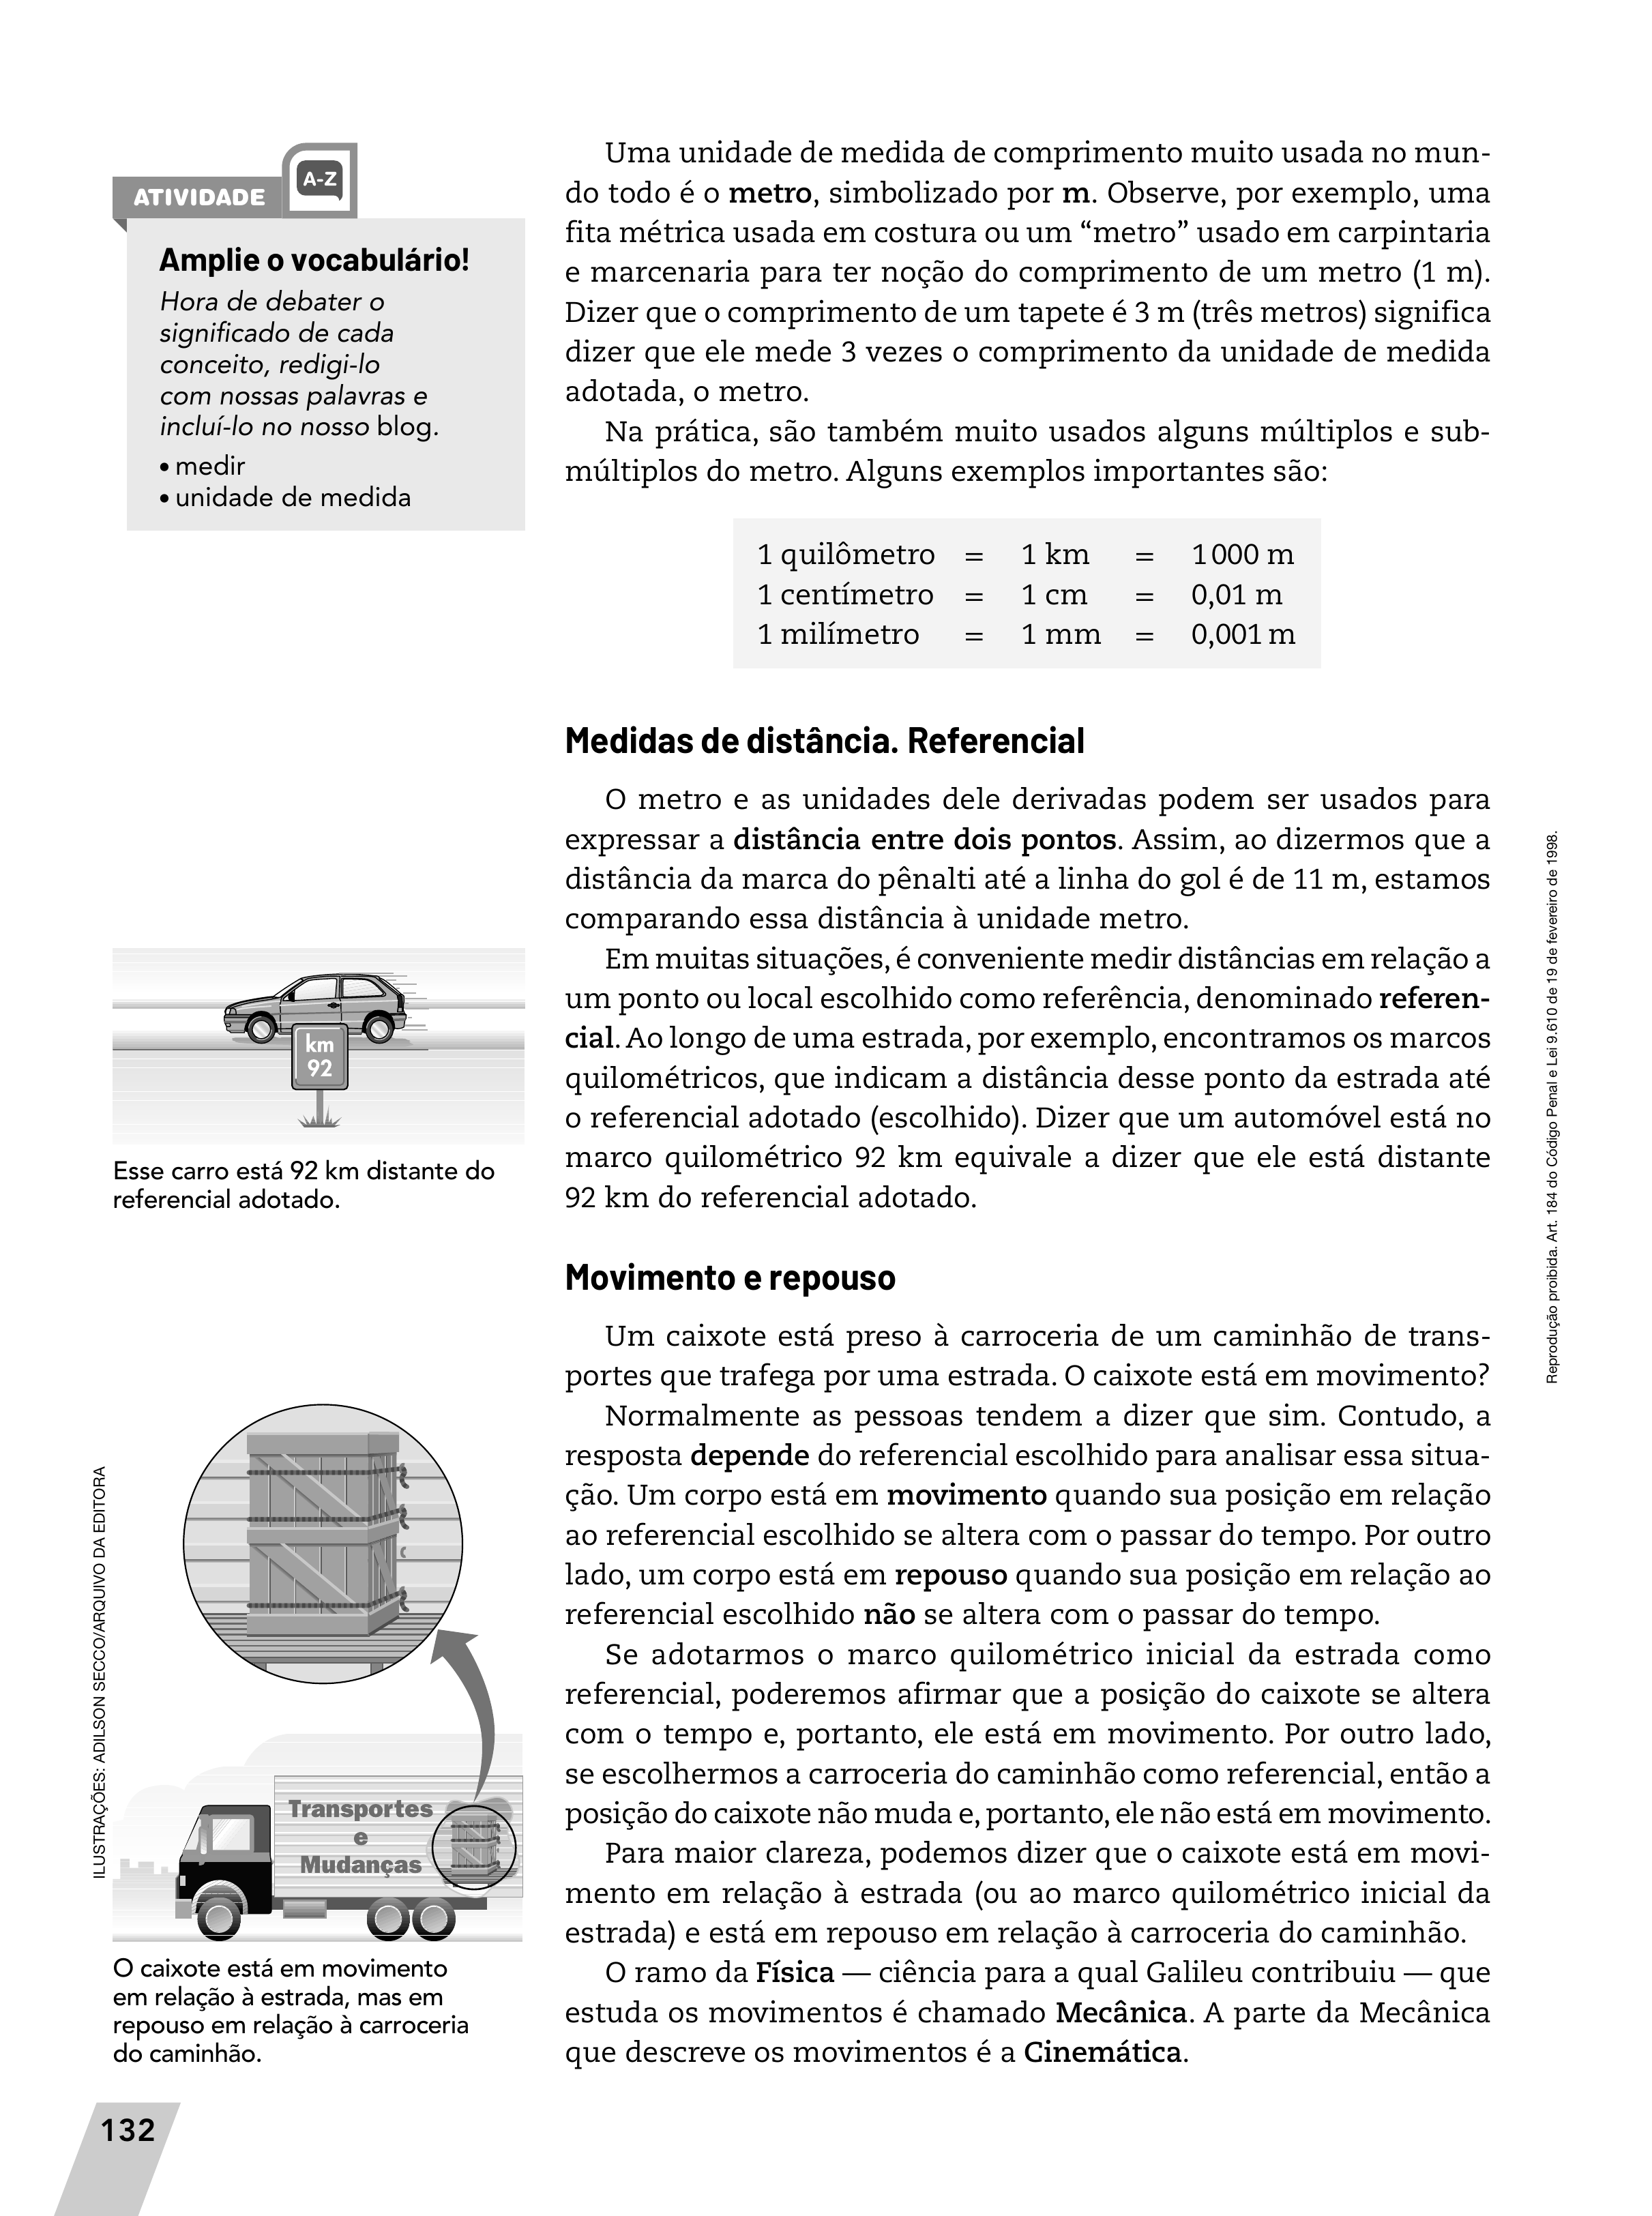 ATIVIDADE
A-Z
Amplie o vocabulário!
Hora de debater o
significado de cada
conceito, redigi-lo
com nossas palavras e
incluí-lo no nosso blog.
• medir
• unidade de medida
Uma unidade de medida de comprimento muito usada no mun-
do todo é o metro, simbolizado por m. Observe, por exemplo, uma
fita métrica usada em costura ou um “metro” usado em carpintaria
e marcenaria para ter noção do comprimento de um metro (1 m).
Dizer que o comprimento de um tapete é 3 m (três metros) significa
dizer que ele mede 3 vezes o comprimento da unidade de medida
adotada, o metro.
Na prática, são também muito usados alguns múltiplos e sub-
múltiplos do metro. Alguns exemplos importantes são:
1 quilômetro = 1 km = 1 000 m
1 centímetro = 1 cm = 0,01 m
1 milímetro = 1 mm = 0,001 m
Medidas de distância. Referencial
O metro e as unidades dele derivadas podem ser usados para
expressar a distância entre dois pontos. Assim, ao dizermos que a
distância da marca do pênalti até a linha do gol é de 11 m, estamos
comparando essa distância à unidade metro.
Em muitas situações, é conveniente medir distâncias em relação a
um ponto ou local escolhido como referência, denominado referen-
cial. Ao longo de uma estrada, por exemplo, encontramos os marcos
quilométricos, que indicam a distância desse ponto da estrada até
o referencial adotado (escolhido). Dizer que um automóvel está no
marco quilométrico 92 km equivale a dizer que ele está distante
92 km do referencial adotado.
km
92
Esse carro está 92 km distante do
referencial adotado.
Movimento e repouso
Um caixote está preso à carroceria de um caminhão de trans-
portes que trafega por uma estrada. O caixote está em movimento?
Normalmente as pessoas tendem a dizer que sim. Contudo, a
resposta depende do referencial escolhido para analisar essa situa-
ção. Um corpo está em movimento quando sua posição em relação
ao referencial escolhido se altera com o passar do tempo. Por outro
lado, um corpo está em repouso quando sua posição em relação ao
referencial escolhido não se altera com o passar do tempo.
Se adotarmos o marco quilométrico inicial da estrada como
referencial, poderemos afirmar que a posição do caixote se altera
com o tempo e, portanto, ele está em movimento. Por outro lado,
se escolhermos a carroceria do caminhão como referencial, então a
posição do caixote não muda e, portanto, ele não está em movimento.
Para maior clareza, podemos dizer que o caixote está em movi-
mento em relação à estrada (ou ao marco quilométrico inicial da
estrada) e está em repouso em relação à carroceria do caminhão.
O ramo da Física — ciência para a qual Galileu contribuiu — que
estuda os movimentos é chamado Mecânica. A parte da Mecânica
que descreve os movimentos é a Cinemática.
Transportes
e
Mudanças
O caixote está em movimento
em relação à estrada, mas em
repouso em relação à carroceria
do caminhão.
ILUSTRAÇÕES: ADILSON SECCO/ARQUIVO DA EDITORA
Reprodução proibida. Art. 184 do Código Penal e Lei 9.610 de 19 de fevereiro de 1998.
132